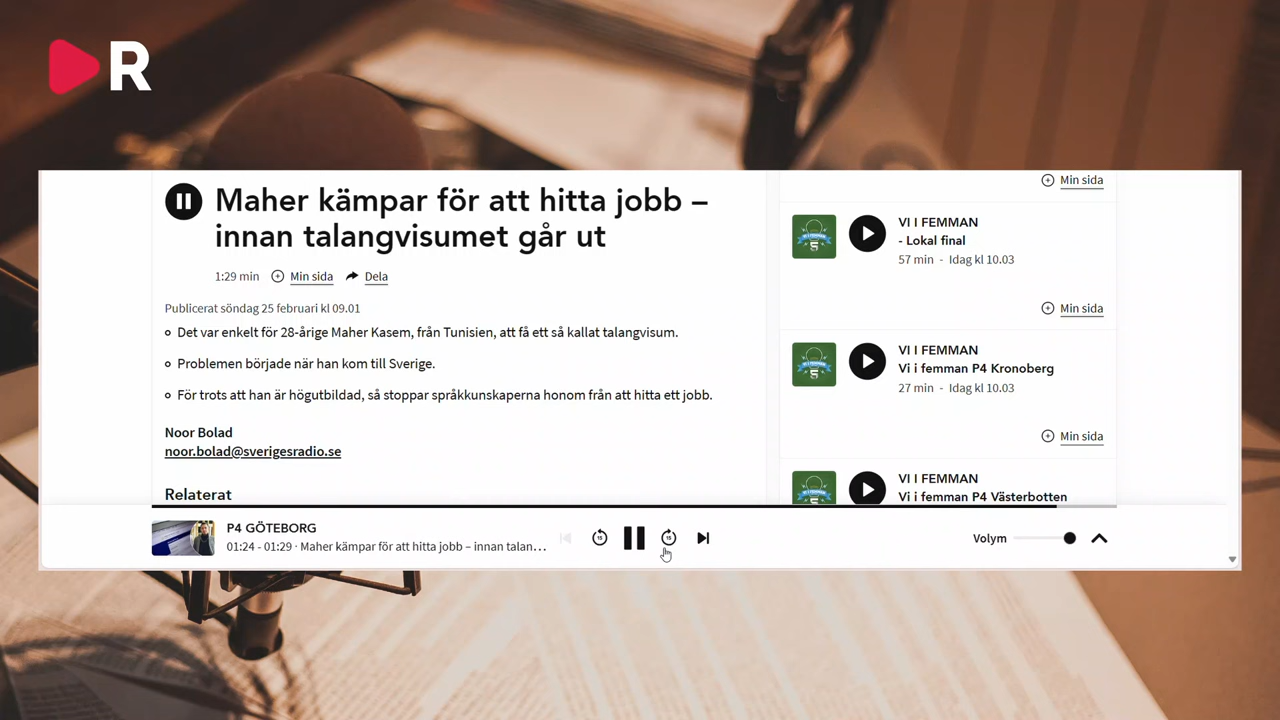 R
Maher kämpar för att hitta jobb –
innan talangvisumet går ut
1:29 min
Min sida
Dela
Publicerat söndag 25 februari kl 09.01
Det var enkelt för 28-årige Maher Kasem, från Tunisien, att få ett så kallat talangvisum.
Problemen började när han kom till Sverige.
För trots att han är högutbildad, så stoppar språkkunskaperna honom från att hitta ett jobb.
Noor Bolad
noor.bolad@sverigesradio.se
Relaterat
Min sida
VI I FEMMAN
- Lokal final
57 min - Idag kl 10.03
Min sida
VI I FEMMAN
Vi i femman P4 Kronoberg
27 min - Idag kl 10.03
Min sida
VI I FEMMAN
Vi i femman P4 Västerbotten
P4 GÖTEBORG
01:24 - 01:29 · Maher kämpar för att hitta jobb – innan talan...
15
15
Volym